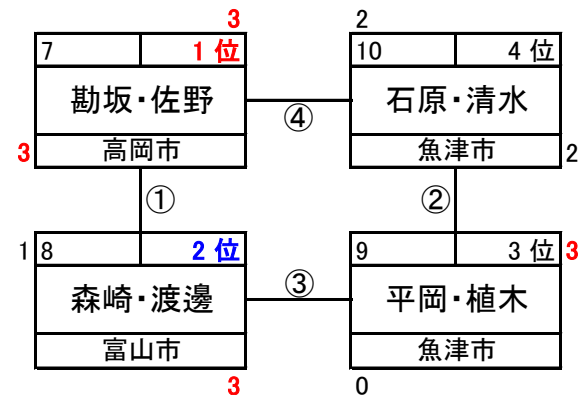 3 2
7 1位 10 4位
勘坂・佐野 ④ 石原・清水
3 高岡市 魚津市 2
① ②
1 8 2位 9 3位 3
森崎・渡邊 ③ 平岡・植木
富山市 魚津市
3 0